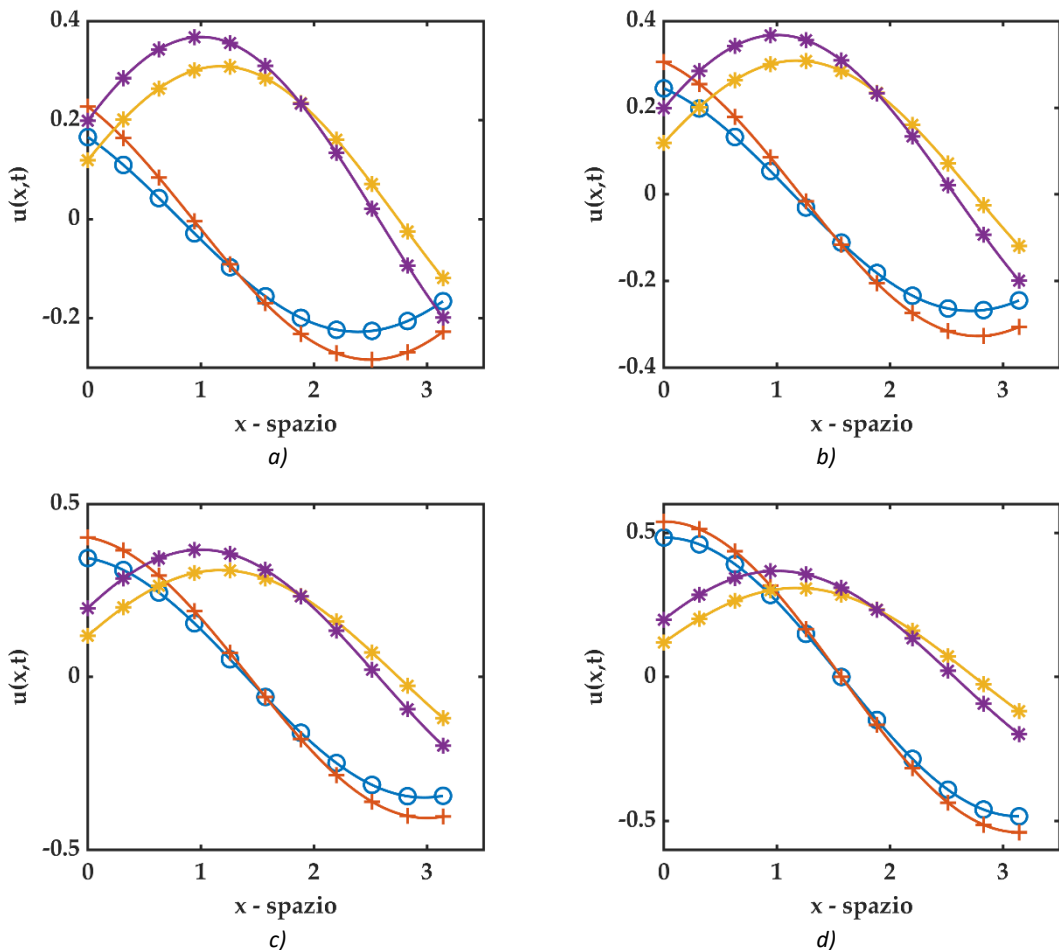 0.4
0.2
0
-0.2
u(x,t)
0 1 2 3
x - spazio
a)
0.4
0.2
0
-0.2
-0.4
u(x,t)
0 1 2 3
x - spazio
b)
0.5
0
-0.5
u(x,t)
0 1 2 3
x - spazio
c)
0.5
0
-0.5
u(x,t)
0 1 2 3
x - spazio
d)